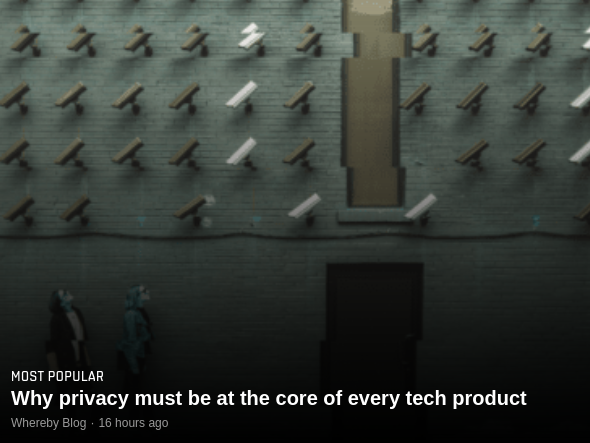 MOST POPULAR
Why privacy must be at the core of every tech product
Whereby Blog · 16 hours ago